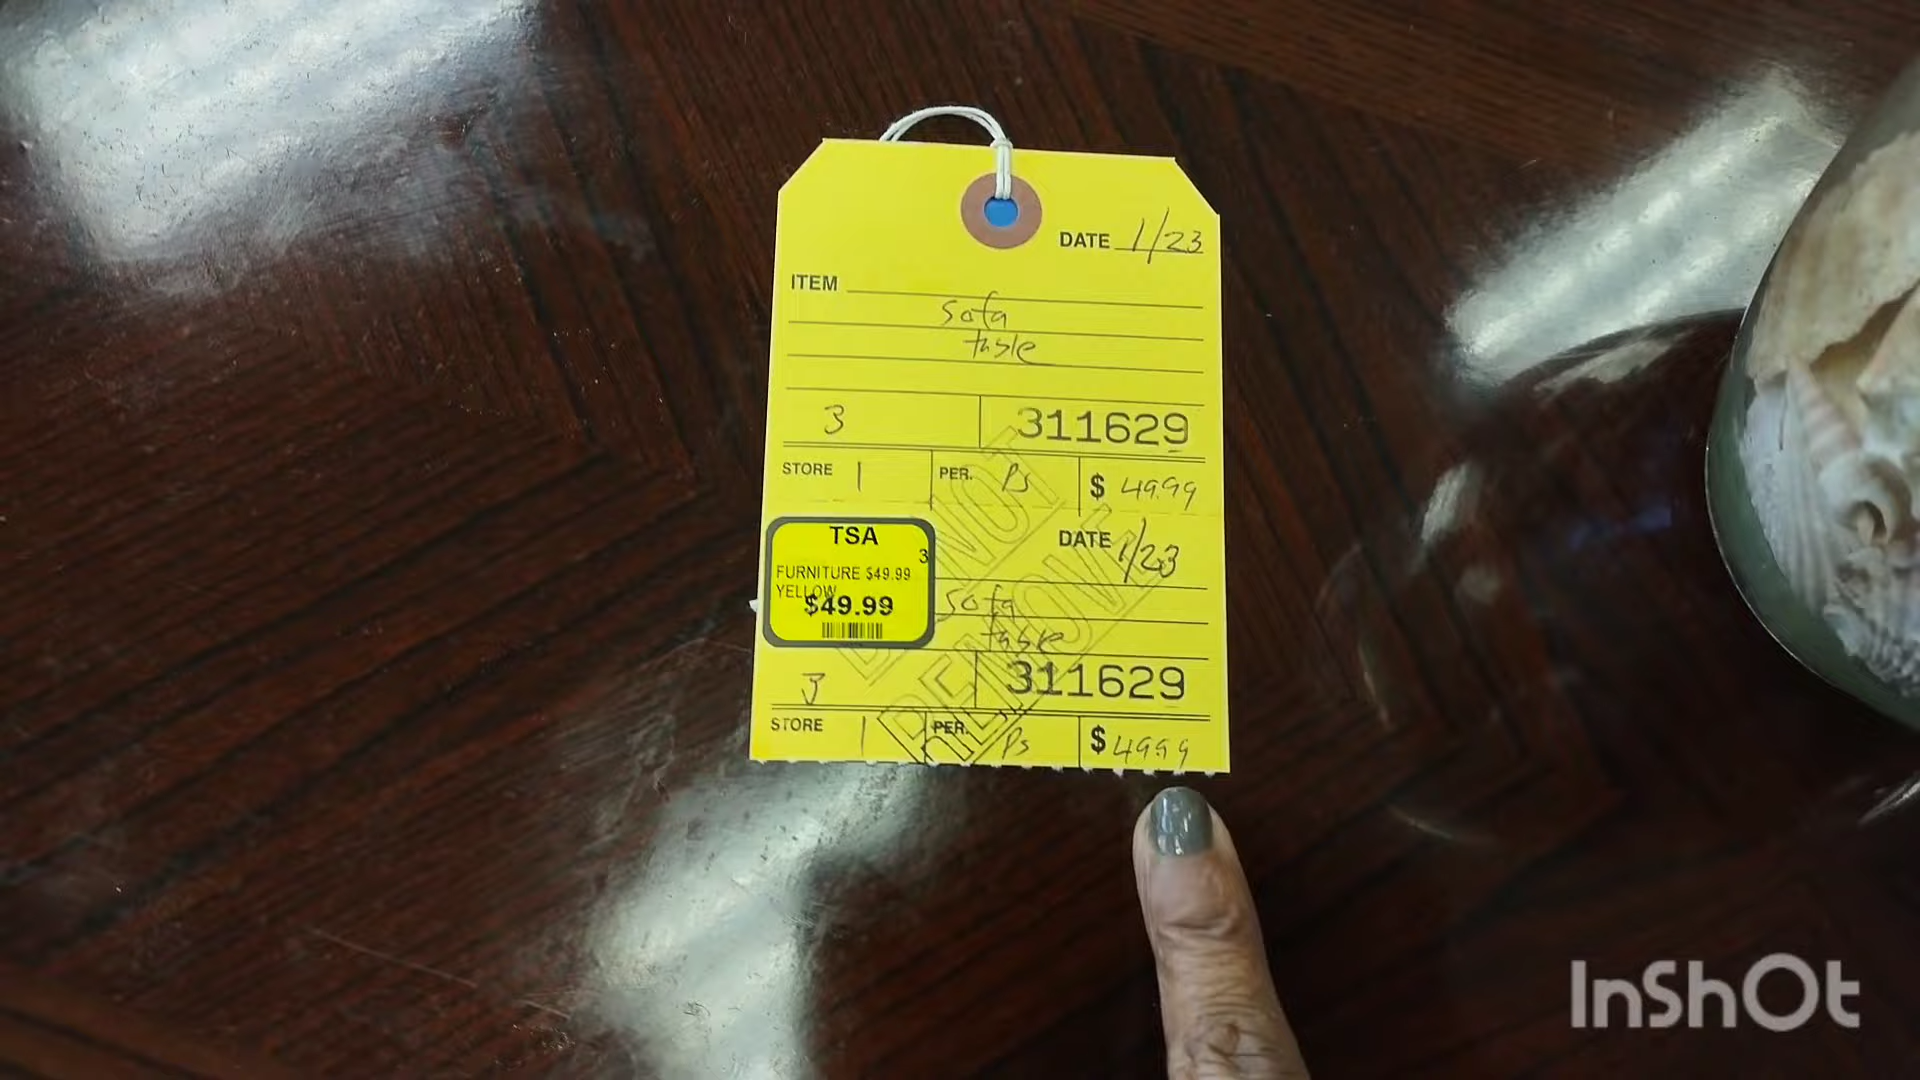 DATE 1/23
ITEM
sofa
table
3 311629
STORE 1 PER. Ps $ 49.99
DO NOT
REMOVE
TSA
3
FURNITURE $49.99
YELLOW
$49.99
DATE 1/23
sofa
table
3 311629
STORE 1 PER. Ps $ 49.99
InShOt